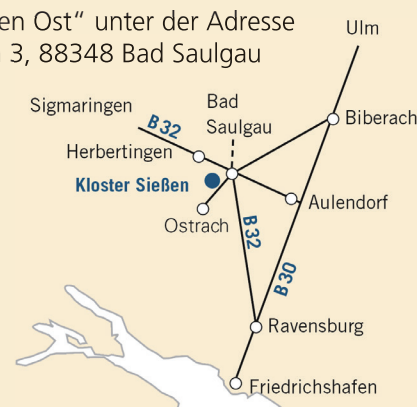 en Ost“ unter der Adresse
3, 88348 Bad Saulgau
Ulm
Sigmaringen
Bad
Saulgau
B 32
Biberach
Herbertingen
Kloster Sießen
Aulendorf
Ostrach
B 32
B 30
Ravensburg
Friedrichshafen